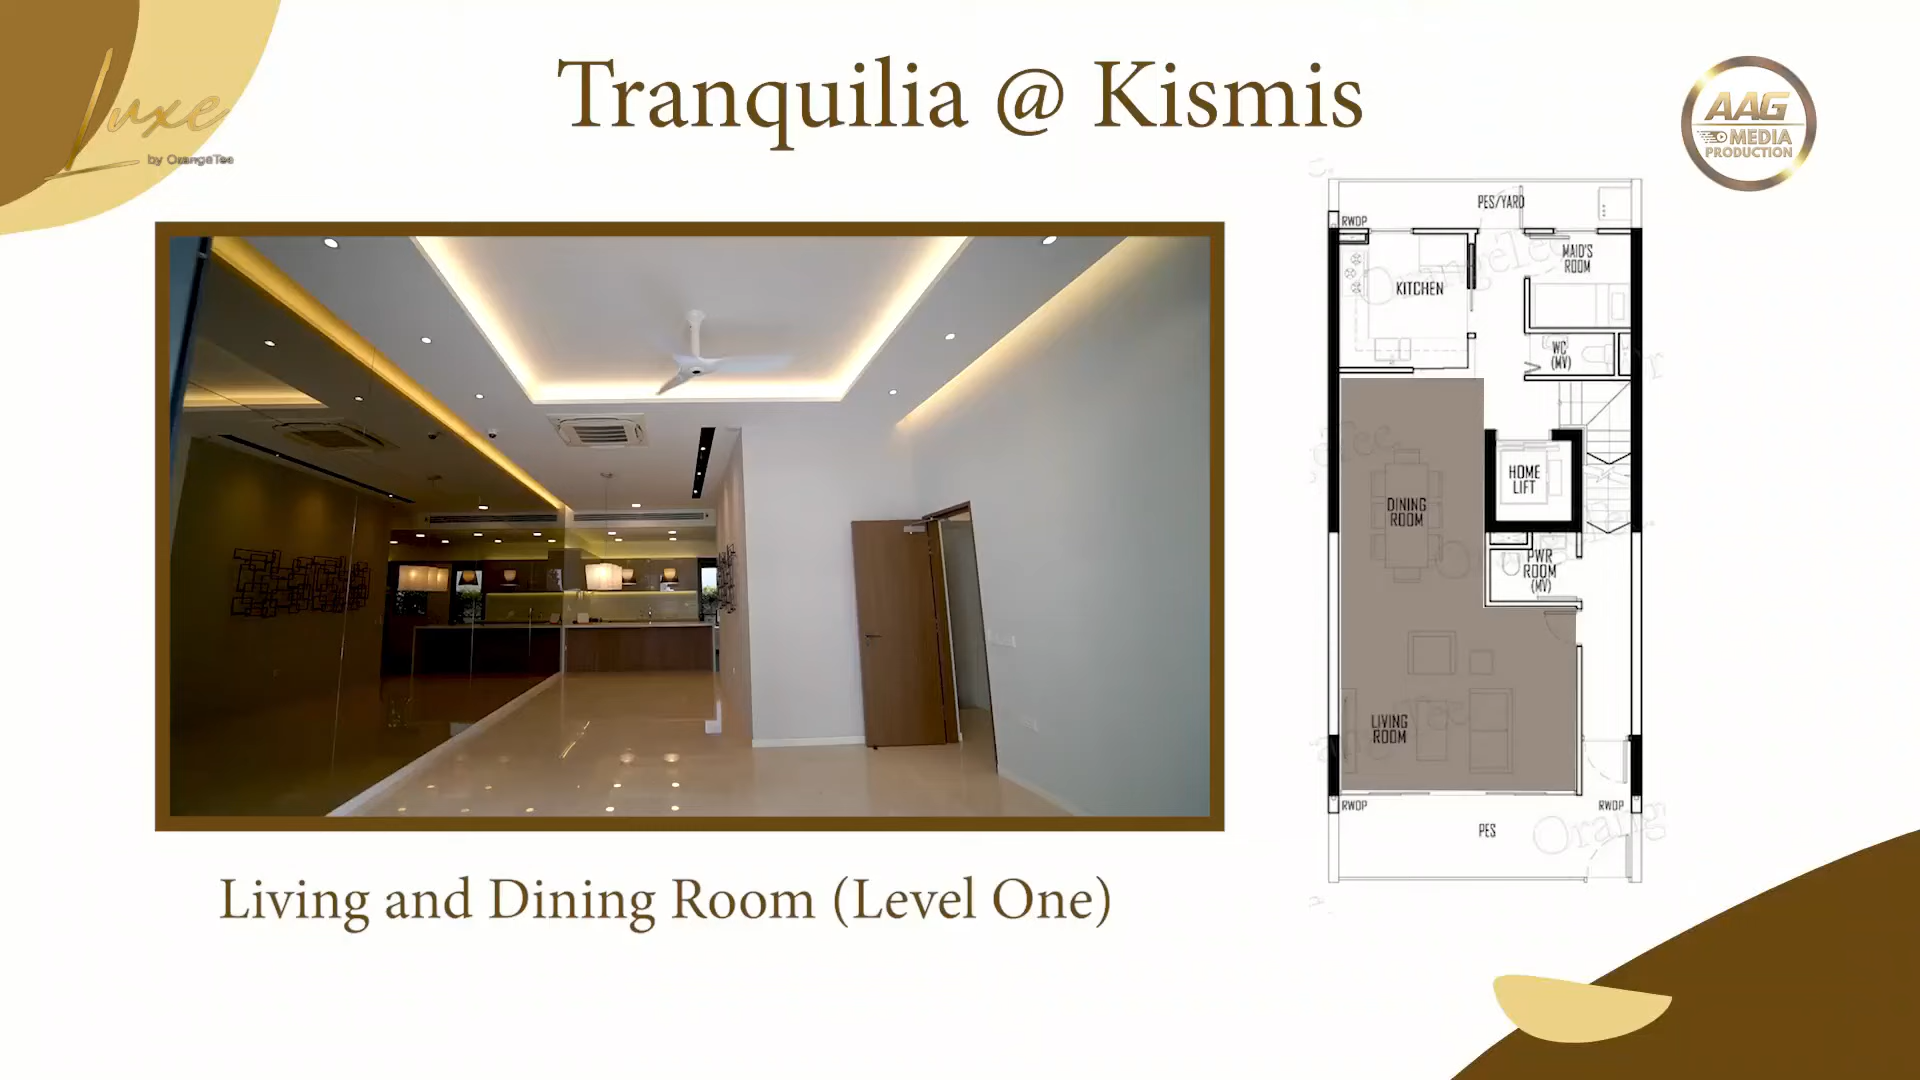 Tranquilia @ Kismis
Luxe
by OrangeTee
AAG
MEDIA
PRODUCTION
PES/YARD
RWDP
MAID'S
ROOM
KITCHEN
WC
(MV)
HOME
LIFT
DINING
ROOM
PWR
ROOM
(MV)
LIVING
ROOM
RWDP
RWDP
PES
Living and Dining Room (Level One)